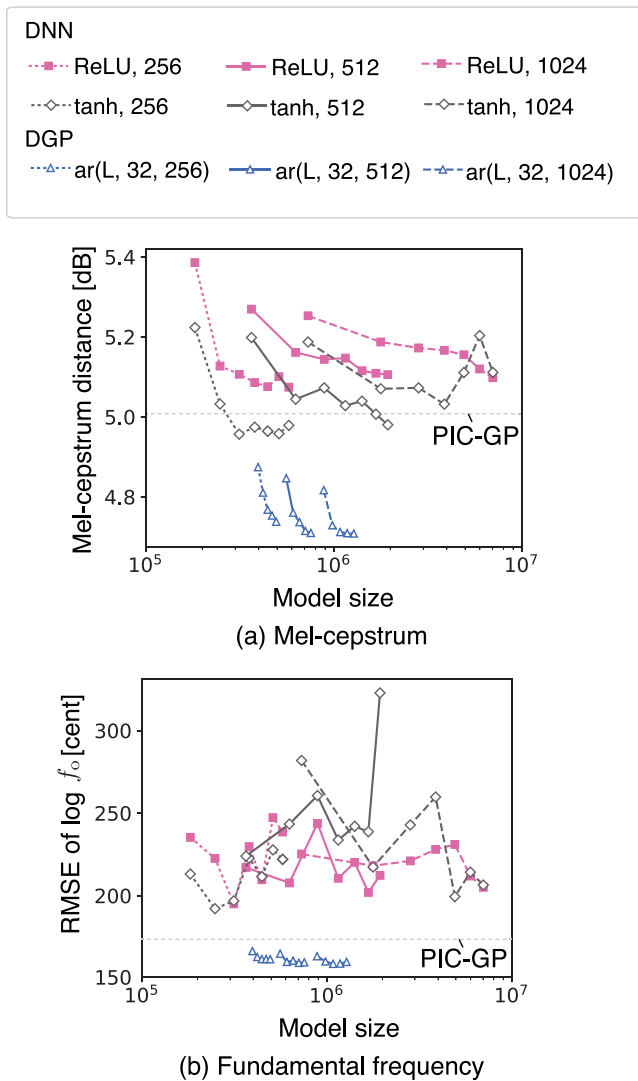 DNN
ReLU, 256 ReLU, 512 ReLU, 1024
tanh, 256 tanh, 512 tanh, 1024
DGP
ar(L, 32, 256) ar(L, 32, 512) ar(L, 32, 1024)
Mel-cepstrum distance [dB]
5.4
5.2
5.0
4.8
PIC-GP
10^5 10^6 10^7
Model size
(a) Mel-cepstrum
RMSE of log f_o [cent]
300
250
200
150
PIC-GP
10^5 10^6 10^7
Model size
(b) Fundamental frequency